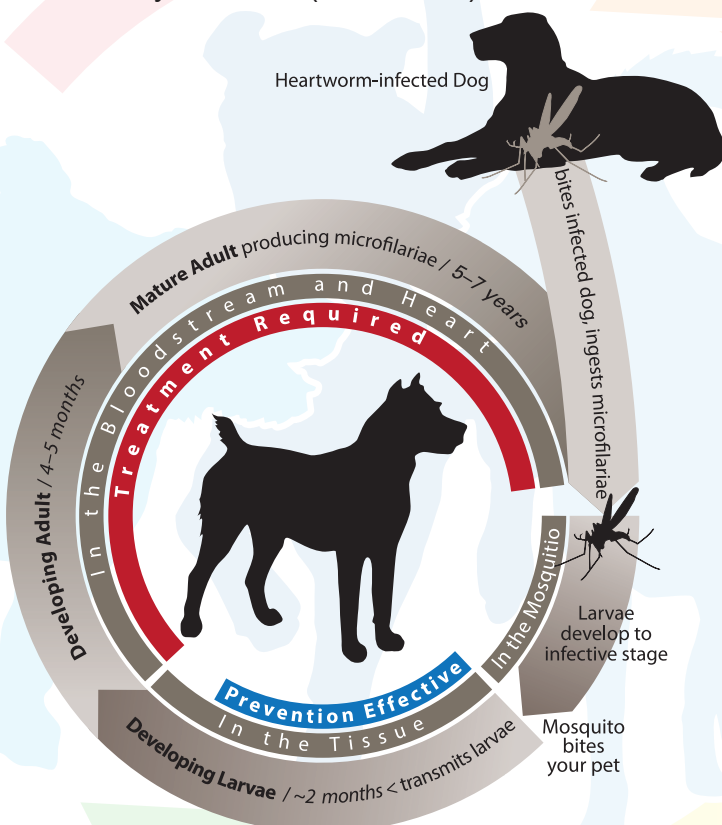 Heartworm-infected Dog
bites infected dog, ingests microfilariae
Mature Adult producing microfilariae / 5–7 years
In the Bloodstream and Heart
Treatment Required
Developing Adult / 4–5 months
In the Mosquitio
Larvae
develop to
infective stage
Mosquito
bites
your pet
Prevention Effective
In the Tissue
Developing Larvae / ~2 months < transmits larvae